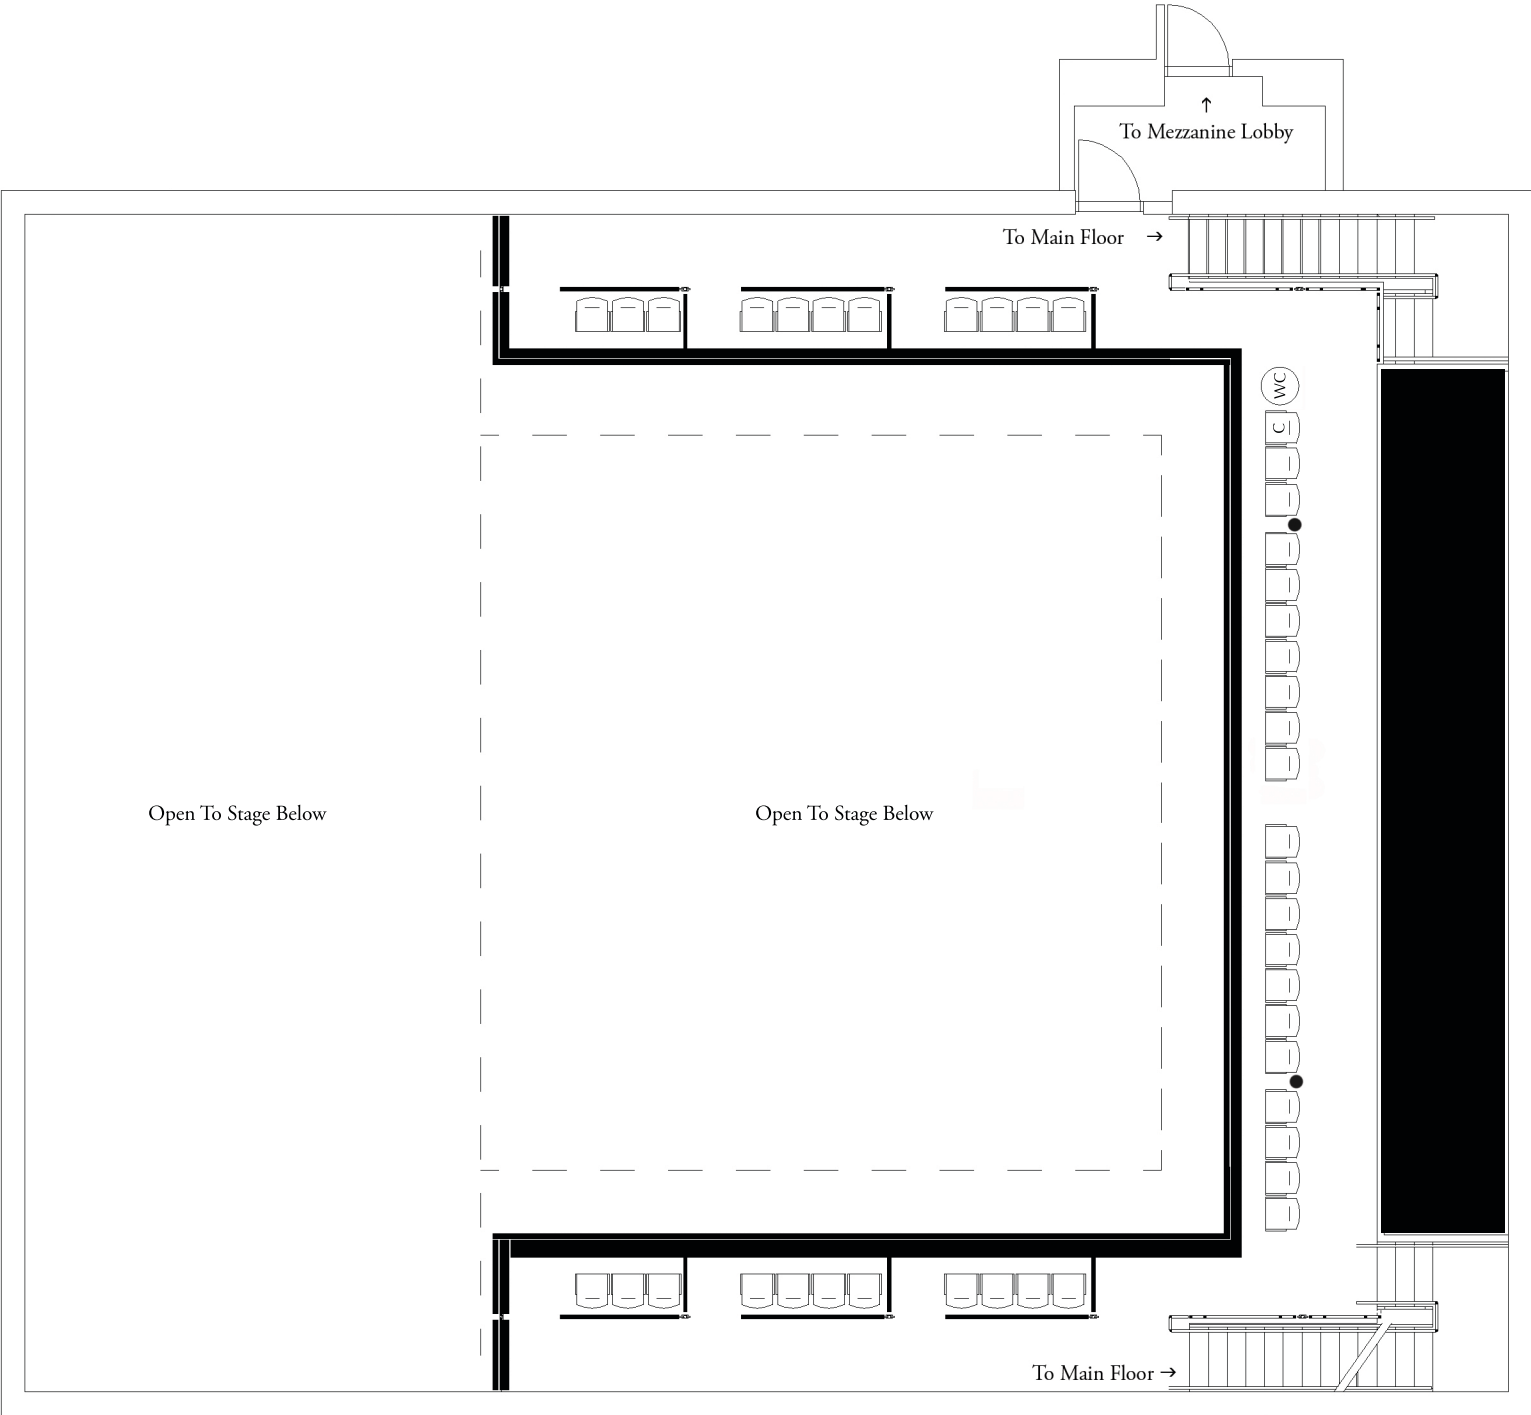 ↑
To Mezzanine Lobby
To Main Floor →
WC
C
Open To Stage Below
Open To Stage Below
To Main Floor →